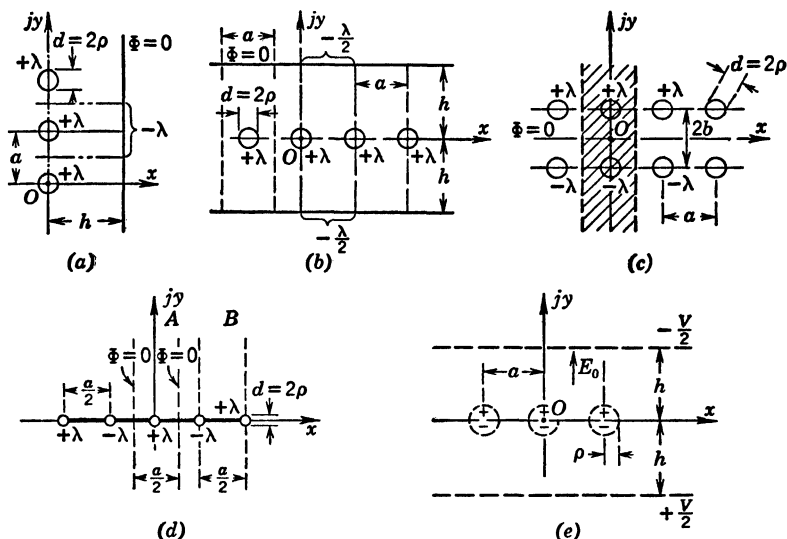 jy
Φ=0
d=2ρ
+λ
+λ
-λ
a
+λ
x
O
h
(a)
jy
a
-λ/2
Φ=0
a
d=2ρ
h
x
O
+λ
+λ
+λ
h
-λ/2
(b)
jy
+λ
+λ
+λ
d=2ρ
Φ=0
O
2b
x
-λ
-λ
-λ
a
(c)
jy
A
B
Φ=0
Φ=0
a/2
+λ
d=2ρ
x
+λ
-λ
+λ
-λ
a/2
a/2
(d)
jy
-V/2
a
E₀
h
+
+
O
+
x
-
-
-
ρ
h
+V/2
(e)